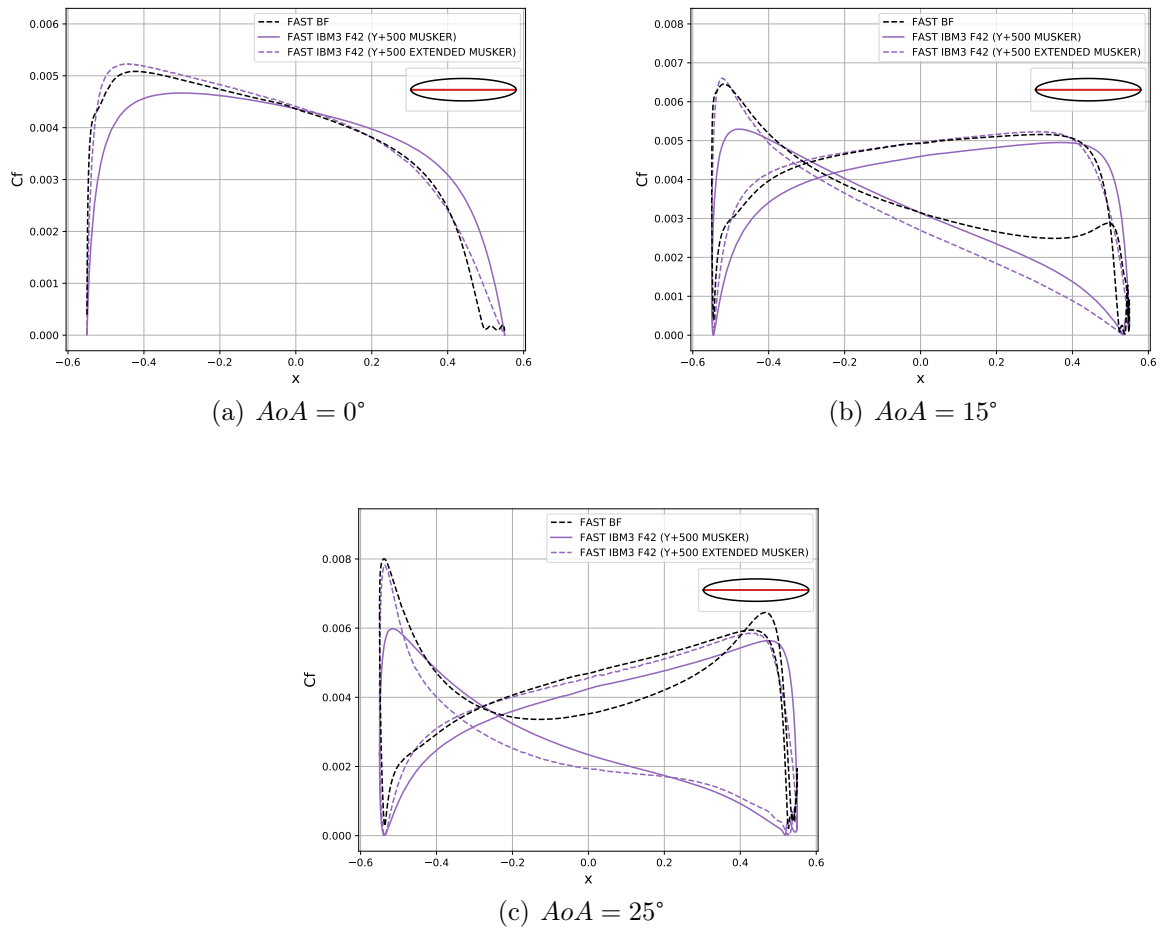 FAST BF
FAST IBM3 F42 (Y+500 MUSKER)
FAST IBM3 F42 (Y+500 EXTENDED MUSKER)
0.006
0.005
0.004
0.003
0.002
0.001
0.000
Cf
−0.6 −0.4 −0.2 0.0 0.2 0.4 0.6
x
(a) AoA = 0°
FAST BF
FAST IBM3 F42 (Y+500 MUSKER)
FAST IBM3 F42 (Y+500 EXTENDED MUSKER)
0.008
0.007
0.006
0.005
0.004
0.003
0.002
0.001
0.000
Cf
−0.6 −0.4 −0.2 0.0 0.2 0.4 0.6
x
(b) AoA = 15°
FAST BF
FAST IBM3 F42 (Y+500 MUSKER)
FAST IBM3 F42 (Y+500 EXTENDED MUSKER)
0.008
0.006
0.004
0.002
0.000
Cf
−0.6 −0.4 −0.2 0.0 0.2 0.4 0.6
x
(c) AoA = 25°